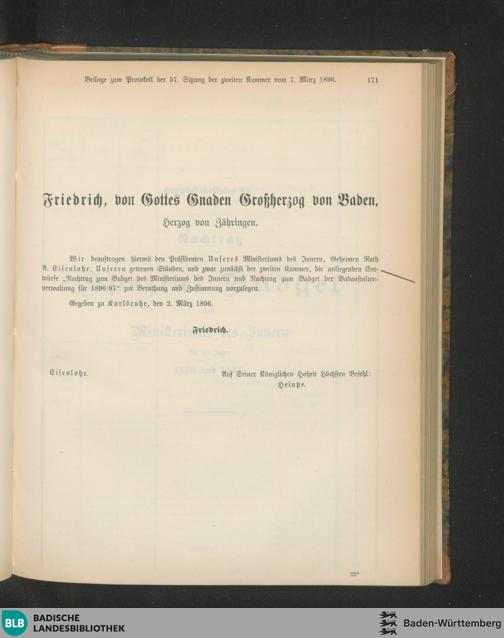 Beilage zum Protokoll der 57. Sitzung der zweiten Kammer vom 7. März 1896. 171
Friedrich, von Gottes Gnaden Großherzog von Baden,
Herzog von Zähringen.
Wir beauftragen hiermit den Präsidenten Unseres Ministeriums des Innern, Geheimen Rath
A. Eisenlohr, Unseren getreuen Ständen, und zwar zunächst der zweiten Kammer, die anliegenden Ent-
würfe „Nachtrag zum Budget des Ministeriums des Innern und Nachtrag zum Budget der Badanstalten-
verwaltung für 1896/97“ zur Berathung und Zustimmung vorzulegen.
Gegeben zu Karlsruhe, den 2. März 1896.
Friedrich.
Eisenlohr.
Auf Seiner Königlichen Hoheit Höchsten Befehl:
Heintze.
BLB BADISCHE
LANDESBIBLIOTHEK
Baden-Württemberg